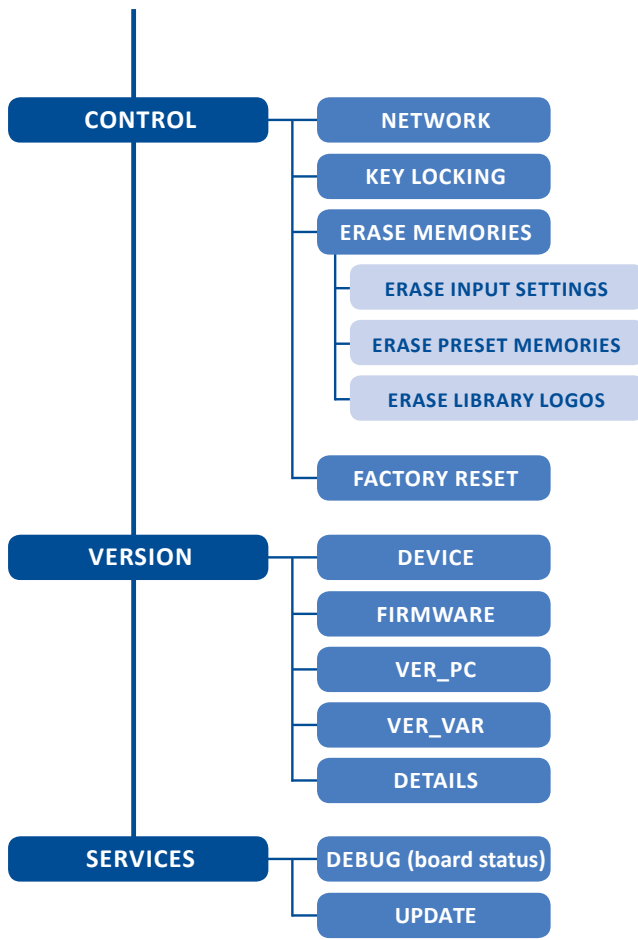 CONTROL
NETWORK
KEY LOCKING
ERASE MEMORIES
ERASE INPUT SETTINGS
ERASE PRESET MEMORIES
ERASE LIBRARY LOGOS
FACTORY RESET
VERSION
DEVICE
FIRMWARE
VER_PC
VER_VAR
DETAILS
SERVICES
DEBUG (board status)
UPDATE